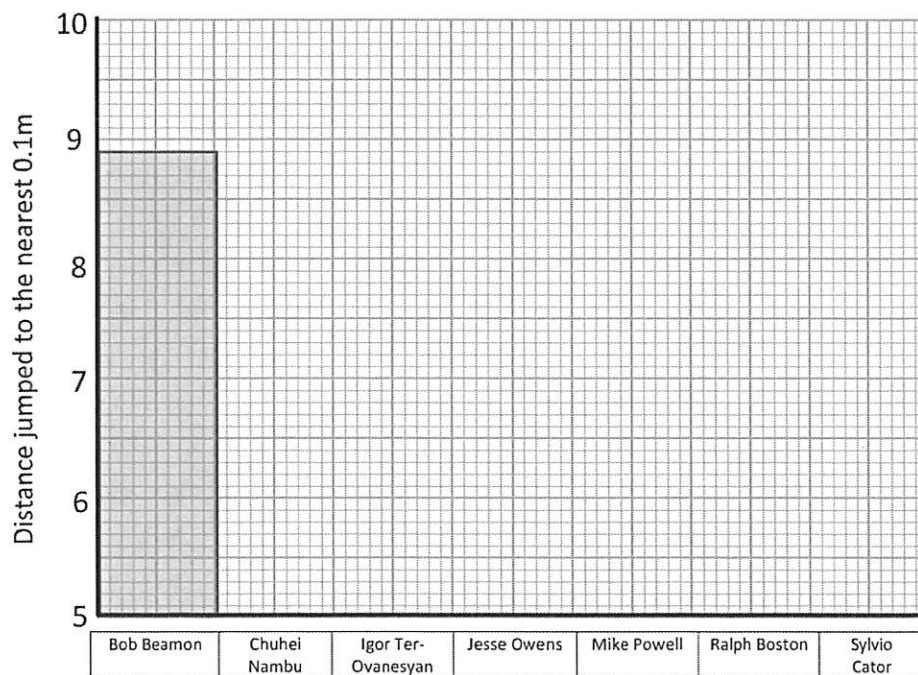 Distance jumped to the nearest 0.1m
10
9
8
7
6
5
Bob Beamon
Chuhei
Nambu
Igor Ter-
Ovanesyan
Jesse Owens
Mike Powell
Ralph Boston
Sylvio
Cator